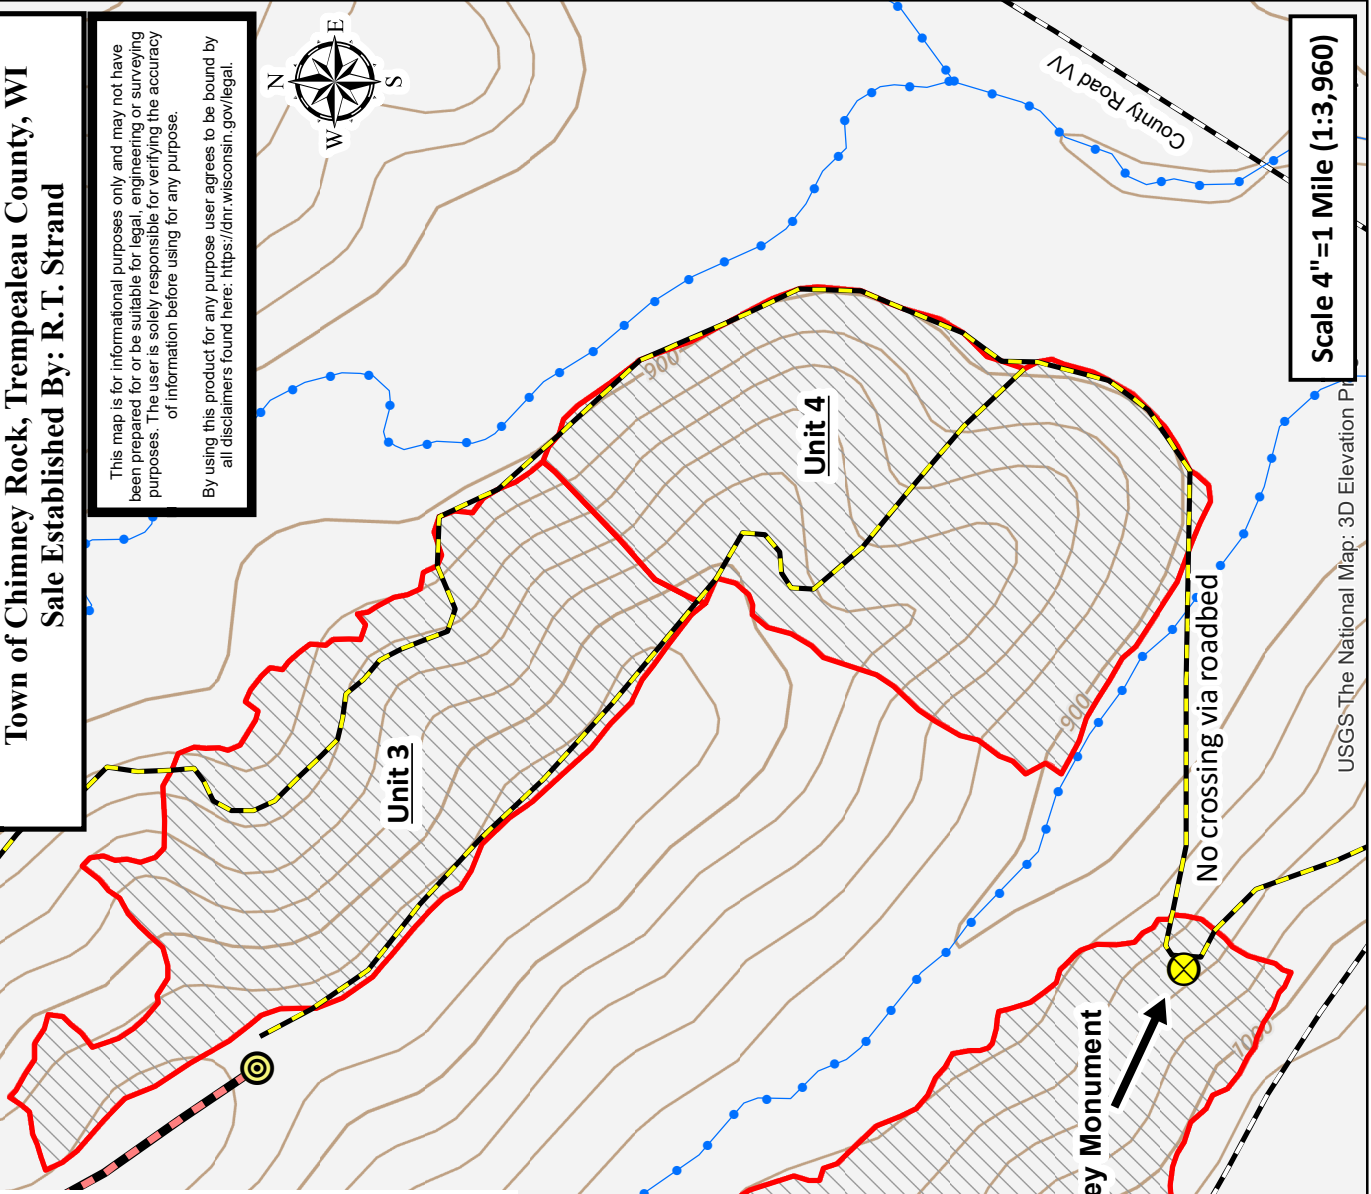 Town of Chimney Rock, Trempealeau County, WI
Sale Established By: R.T. Strand
This map is for informational purposes only and may not have
been prepared for or be suitable for legal, engineering or surveying
purposes. The user is solely responsible for verifying the accuracy
of information before using for any purpose.
By using this product for any purpose user agrees to be bound by
all disclaimers found here: https://dnr.wisconsin.gov/legal.
N
E
S
W
County Road VV
900
Unit 4
Unit 3
900
No crossing via roadbed
ey Monument
1000
Scale 4"=1 Mile (1:3,960)
USGS The National Map: 3D Elevation Pr